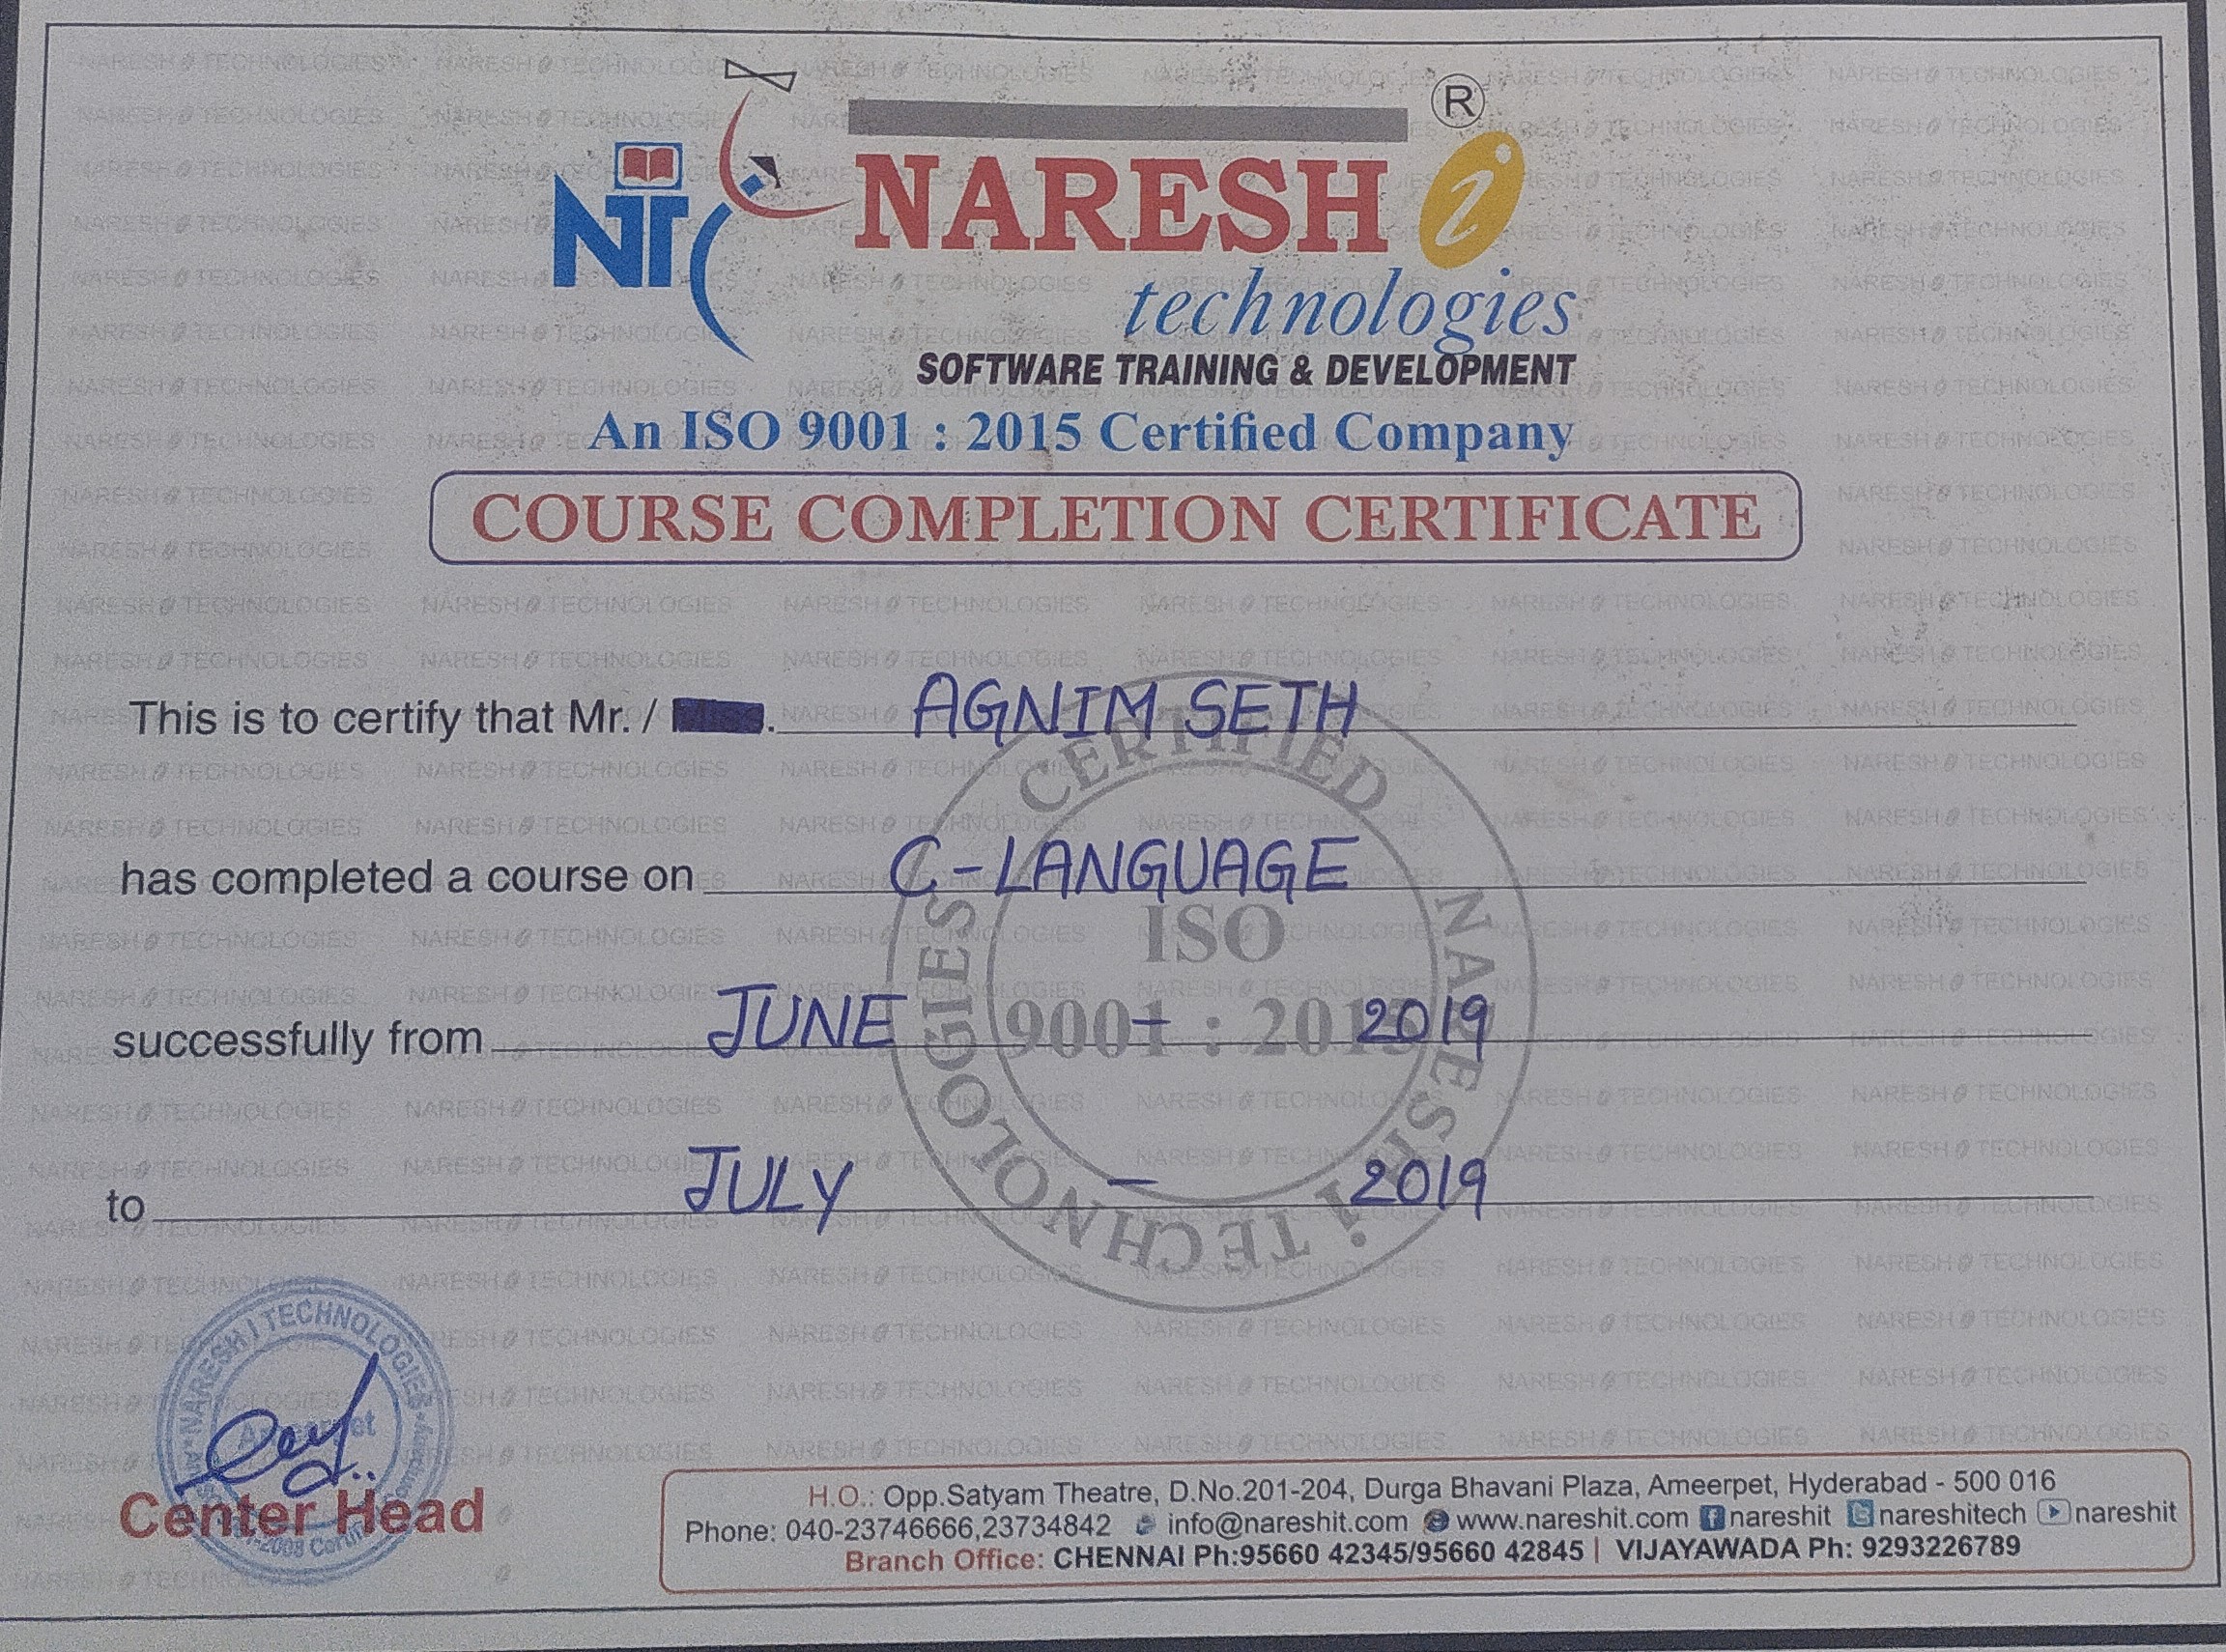 NARESH i ®
NT
technologies
SOFTWARE TRAINING & DEVELOPMENT
An ISO 9001 : 2015 Certified Company
COURSE COMPLETION CERTIFICATE
This is to certify that Mr. / . AGNIM SETH
has completed a course on C-LANGUAGE
successfully from JUNE - 2019
to JULY - 2019
CERTIFIED NARESH i TECHNOLOGIES
ISO
9001 : 2015
NARESH I TECHNOLOGIES
Ameerpet
Center Head
H.O.: Opp.Satyam Theatre, D.No.201-204, Durga Bhavani Plaza, Ameerpet, Hyderabad - 500 016
Phone: 040-23746666,23734842 info@nareshit.com www.nareshit.com nareshit nareshitech nareshit
Branch Office: CHENNAI Ph:95660 42345/95660 42845 | VIJAYAWADA Ph: 9293226789